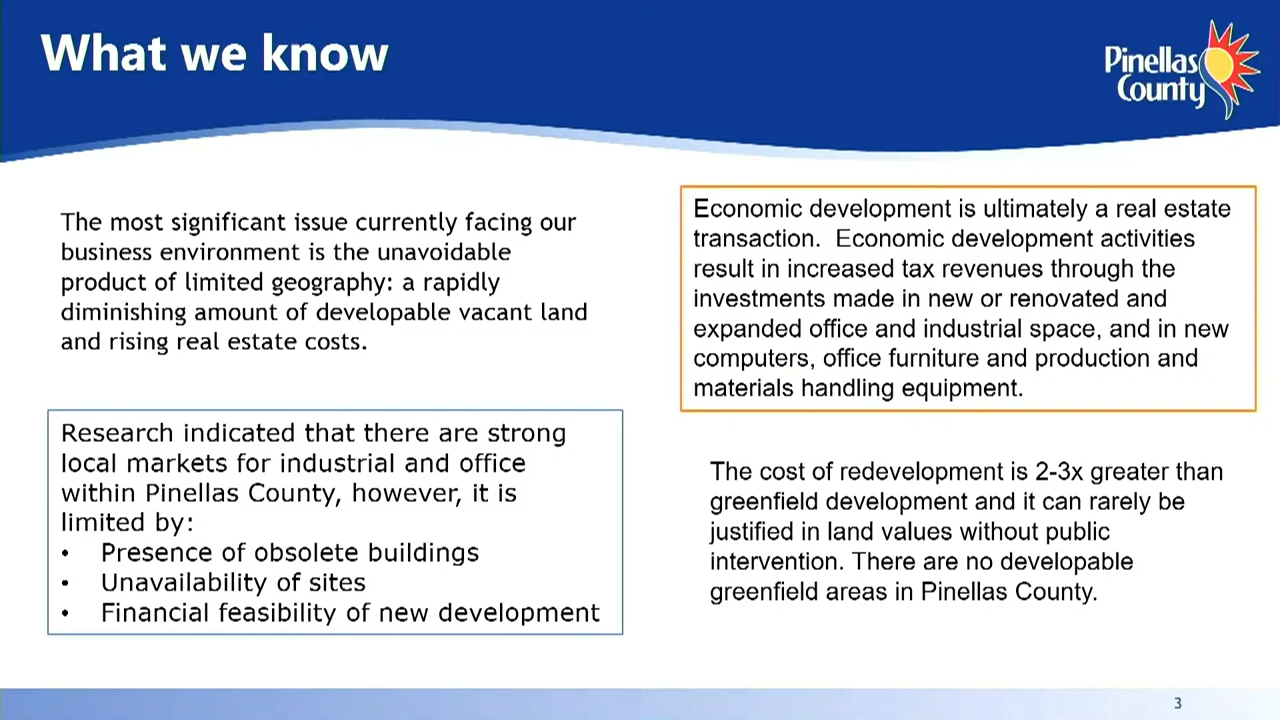 What we know
Pinellas
County
The most significant issue currently facing our
business environment is the unavoidable
product of limited geography: a rapidly
diminishing amount of developable vacant land
and rising real estate costs.
Research indicated that there are strong
local markets for industrial and office
within Pinellas County, however, it is
limited by:
• Presence of obsolete buildings
• Unavailability of sites
• Financial feasibility of new development
Economic development is ultimately a real estate
transaction. Economic development activities
result in increased tax revenues through the
investments made in new or renovated and
expanded office and industrial space, and in new
computers, office furniture and production and
materials handling equipment.
The cost of redevelopment is 2-3x greater than
greenfield development and it can rarely be
justified in land values without public
intervention. There are no developable
greenfield areas in Pinellas County.
3